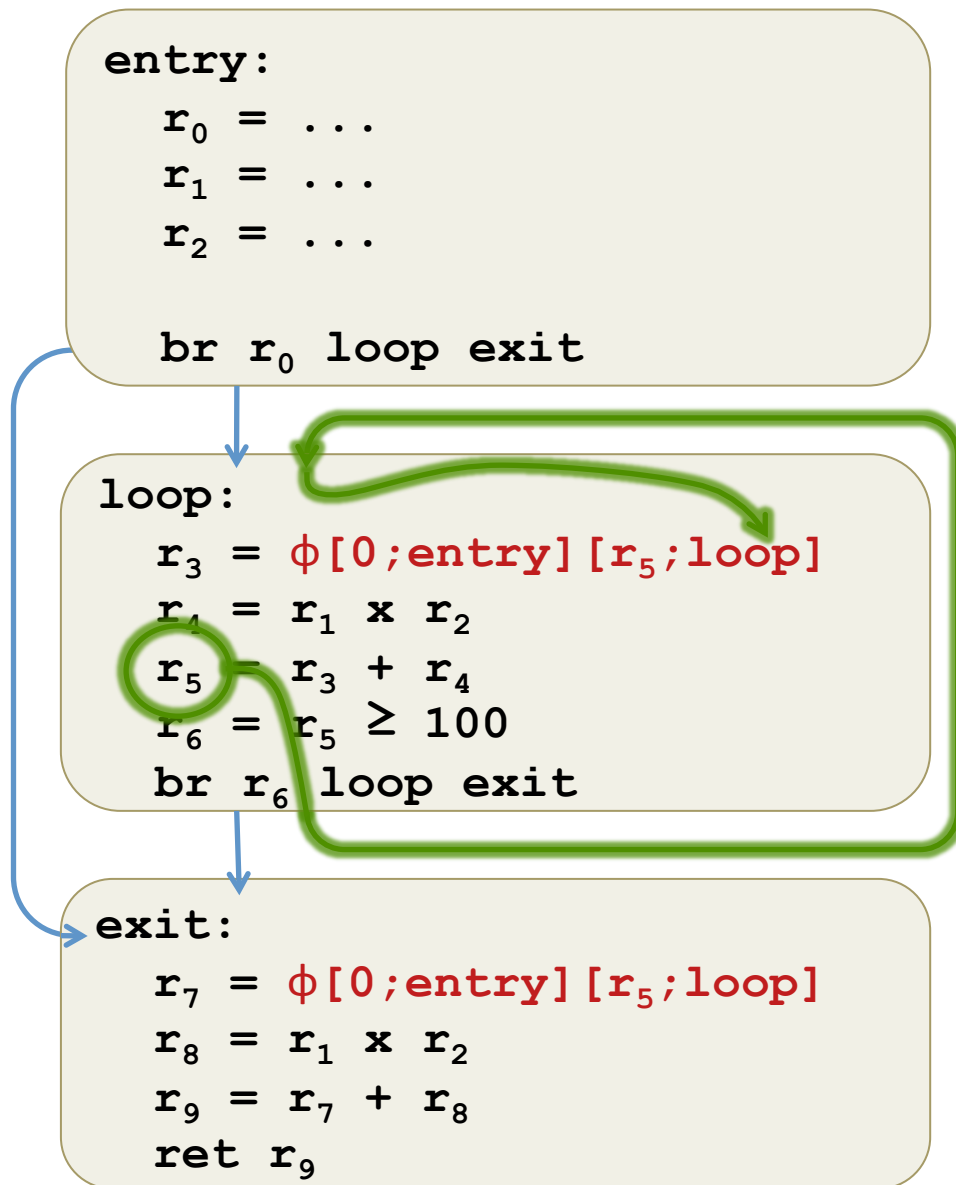 entry:
r₀ = ...
r₁ = ...
r₂ = ...
br r₀ loop exit
loop:
r₃ = ϕ[0;entry][r₅;loop]
r₄ = r₁ x r₂
r₅ = r₃ + r₄
r₆ = r₅ ≥ 100
br r₆ loop exit
exit:
r₇ = ϕ[0;entry][r₅;loop]
r₈ = r₁ x r₂
r₉ = r₇ + r₈
ret r₉